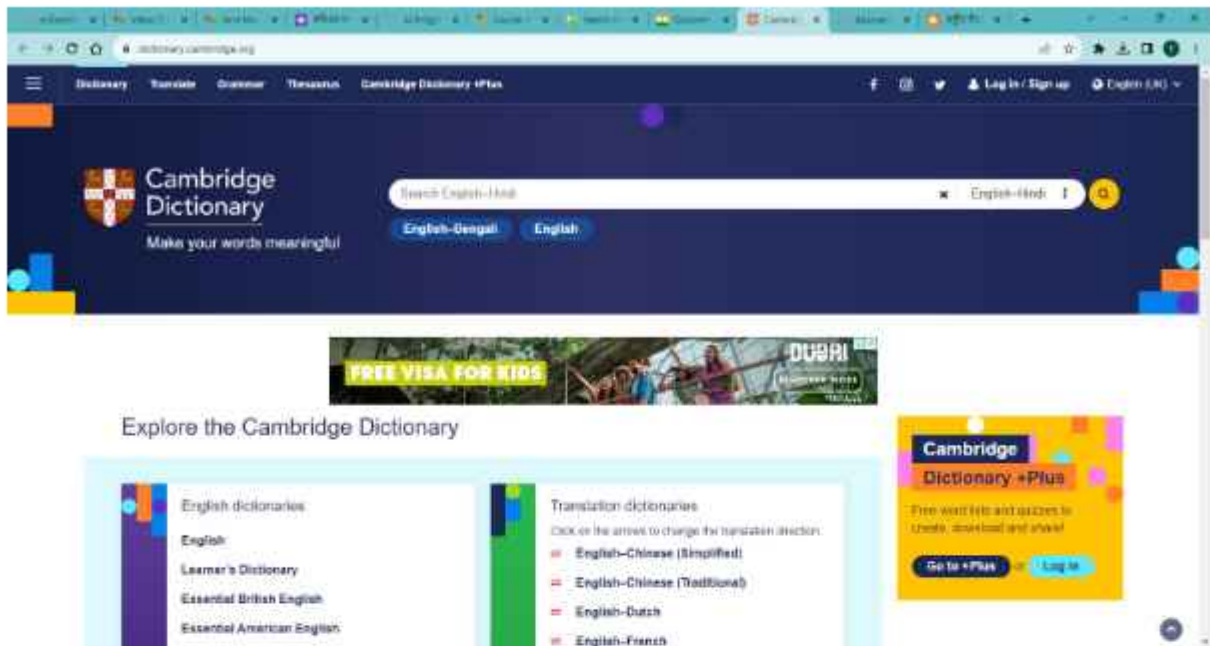 dictionary.cambridge.org
Dictionary Translate Grammar Thesaurus Cambridge Dictionary +Plus
Log in / Sign up English (UK)
Cambridge
Dictionary
Make your words meaningful
Search English–Hindi
English–Hindi
English–Bengali English
FREE VISA FOR KIDS
DUBAI
Explore the Cambridge Dictionary
English dictionaries
English
Learner's Dictionary
Essential British English
Essential American English
Translation dictionaries
Click on the arrows to change the translation direction
English–Chinese (Simplified)
English–Chinese (Traditional)
English–Dutch
English–French
Cambridge
Dictionary +Plus
Free word lists and quizzes to
create, download and share!
Go to +Plus or Log in